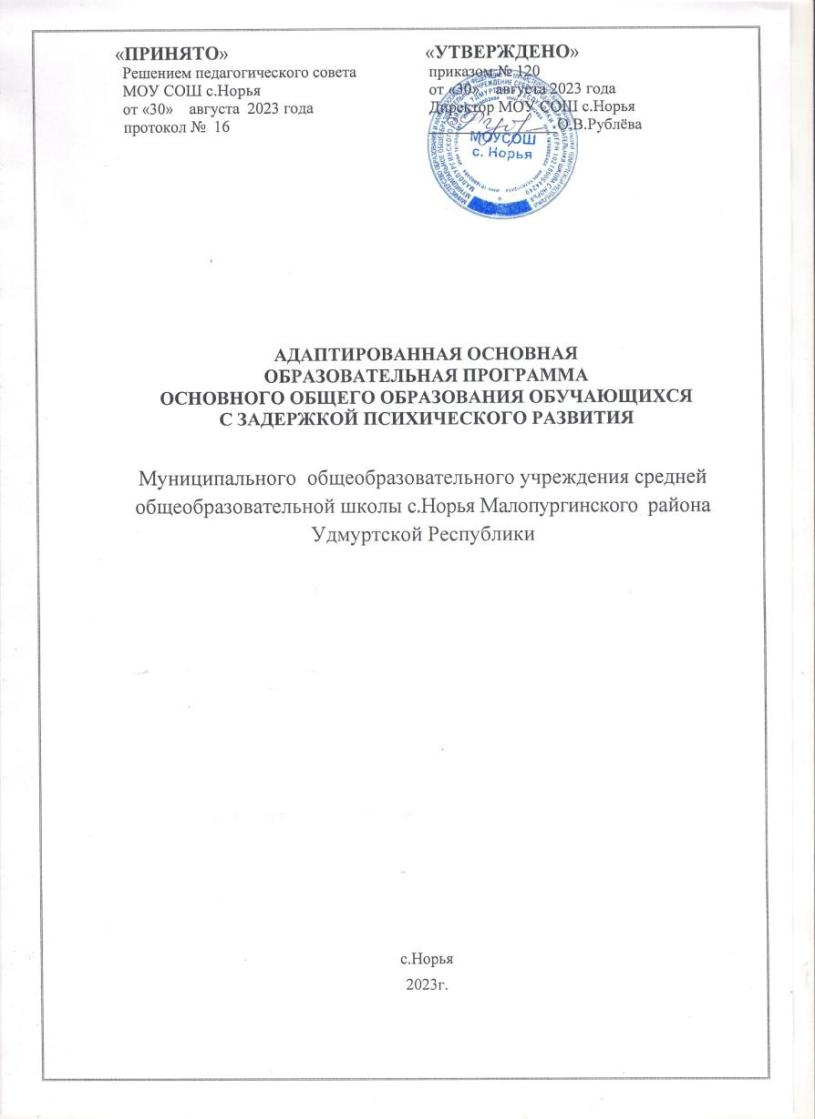 «ПРИНЯТО»
Решением педагогического совета
МОУ СОШ с.Норья
от «30» августа 2023 года
протокол № 16
«УТВЕРЖДЕНО»
приказом № 120
от «30» августа 2023 года
Директор МОУ СОШ с.Норья
О.В.Рублёва
МОУСОШ
с. Норья
АДАПТИРОВАННАЯ ОСНОВНАЯ
ОБРАЗОВАТЕЛЬНАЯ ПРОГРАММА
ОСНОВНОГО ОБЩЕГО ОБРАЗОВАНИЯ ОБУЧАЮЩИХСЯ
С ЗАДЕРЖКОЙ ПСИХИЧЕСКОГО РАЗВИТИЯ
Муниципального общеобразовательного учреждения средней
общеобразовательной школы с.Норья Малопургинского района
Удмуртской Республики
с.Норья
2023г.